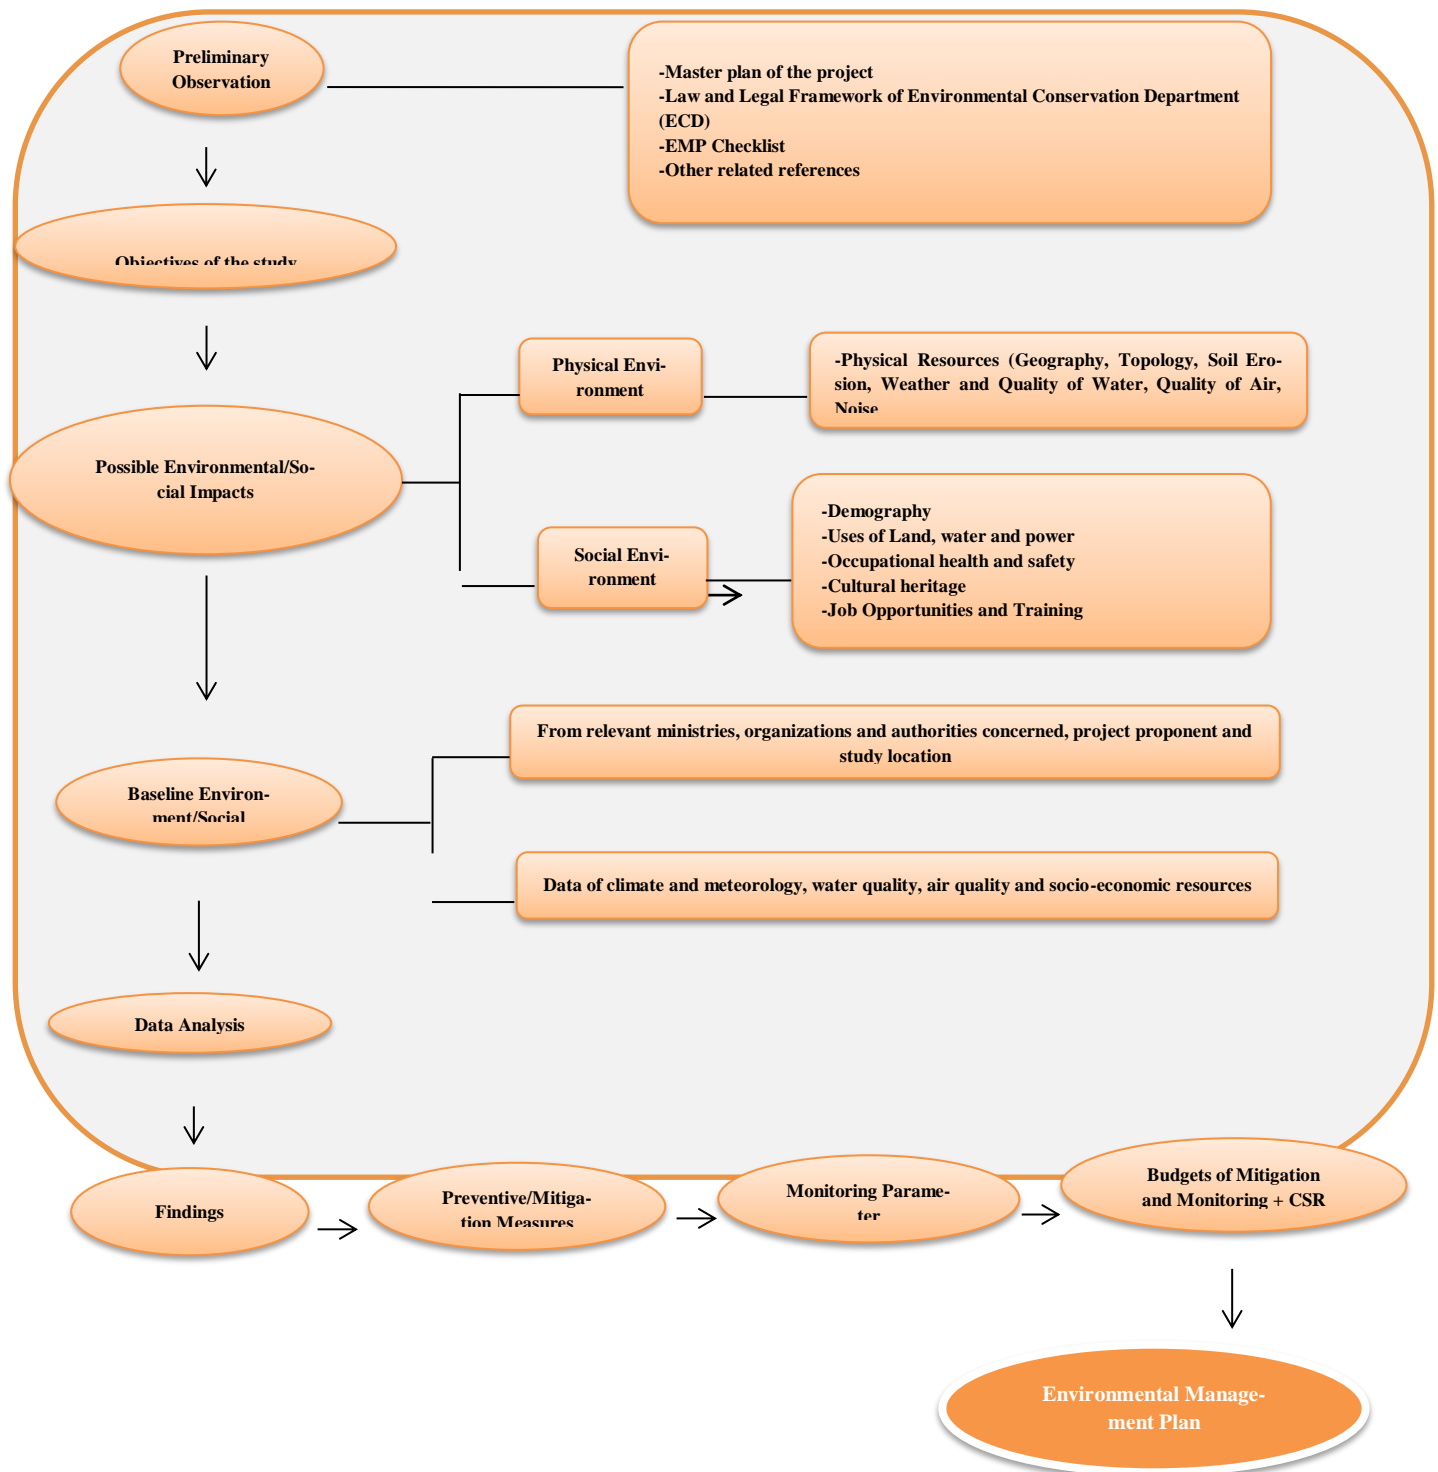 Preliminary
Observation
-Master plan of the project
-Law and Legal Framework of Environmental Conservation Department
(ECD)
-EMP Checklist
-Other related references
Objectives of the study
Physical Envi-
ronment
-Physical Resources (Geography, Topology, Soil Ero-
sion, Weather and Quality of Water, Quality of Air,
Noise
Possible Environmental/So-
cial Impacts
Social Envi-
ronment
-Demography
-Uses of Land, water and power
-Occupational health and safety
-Cultural heritage
-Job Opportunities and Training
From relevant ministries, organizations and authorities concerned, project proponent and
study location
Baseline Environ-
ment/Social
Data of climate and meteorology, water quality, air quality and socio-economic resources
Data Analysis
Findings
Preventive/Mitiga-
tion Measures
Monitoring Parame-
ter
Budgets of Mitigation
and Monitoring + CSR
Environmental Manage-
ment Plan